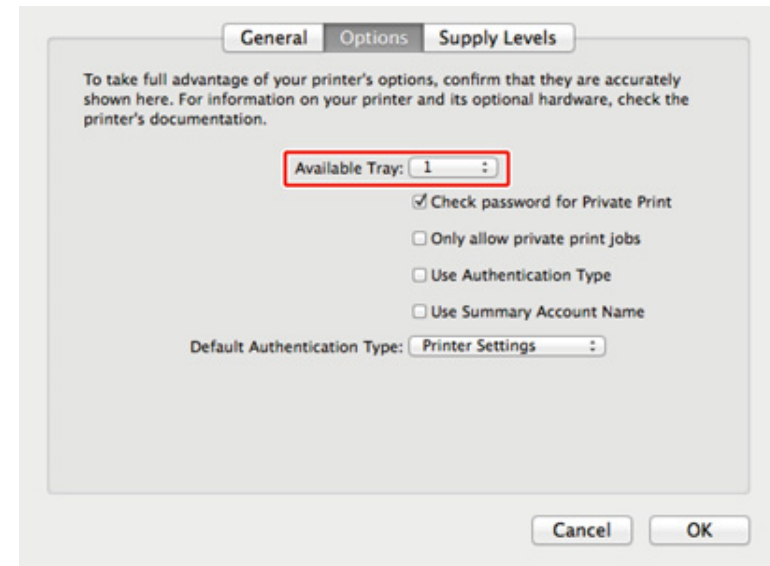 General Options Supply Levels
To take full advantage of your printer's options, confirm that they are accurately
shown here. For information on your printer and its optional hardware, check the
printer's documentation.
Available Tray: 1
Check password for Private Print
Only allow private print jobs
Use Authentication Type
Use Summary Account Name
Default Authentication Type: Printer Settings
Cancel OK